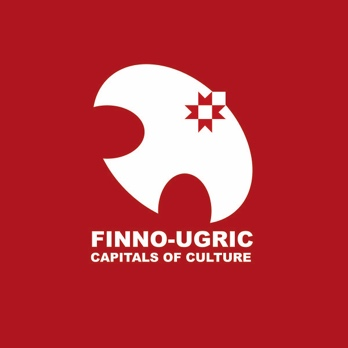 FINNO-UGRIC
CAPITALS OF CULTURE